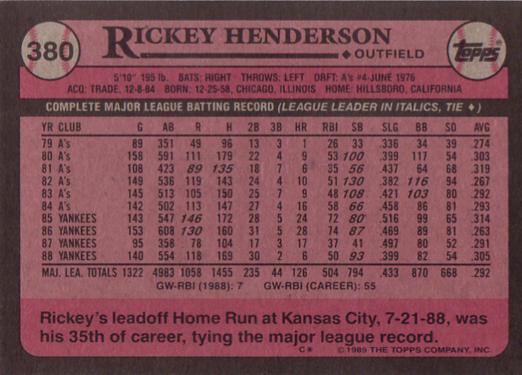 380
RICKEY HENDERSON
OUTFIELD
topps
5'10" 195 lb. BATS: RIGHT THROWS: LEFT DRFT: A's #4-JUNE 1976
ACQ: TRADE, 12-8-84 BORN: 12-25-58, CHICAGO, ILLINOIS HOME: HILLSBORO, CALIFORNIA
COMPLETE MAJOR LEAGUE BATTING RECORD (LEAGUE LEADER IN ITALICS, TIE ♦)
YR CLUB G AB R H 2B 3B HR RBI SB SLG BB SO AVG
79 A's 89 351 49 96 13 3 1 26 33 .336 34 39 .274
80 A's 158 591 111 179 22 4 9 53 100 .399 117 54 .303
81 A's 108 423 89 135 18 7 6 35 56 .437 64 68 .319
82 A's 149 536 119 143 24 4 10 51 130 .382 116 94 .267
83 A's 145 513 105 150 25 7 9 48 108 .421 103 80 .292
84 A's 142 502 113 147 27 4 16 58 66 .458 86 81 .293
85 YANKEES 143 547 146 172 28 5 24 72 80 .516 99 65 .314
86 YANKEES 153 608 130 160 31 5 28 74 87 .469 89 81 .263
87 YANKEES 95 358 78 104 17 3 17 37 41 .497 80 52 .291
88 YANKEES 140 554 118 169 30 2 6 50 93 .399 82 54 .305
MAJ. LEA. TOTALS 1322 4983 1058 1455 235 44 126 504 794 .433 870 668 .292
GW-RBI (1988): 7 GW-RBI (CAREER): 55
Rickey's leadoff Home Run at Kansas City, 7-21-88, was
his 35th of career, tying the major league record.
C* © 1989 THE TOPPS COMPANY, INC.